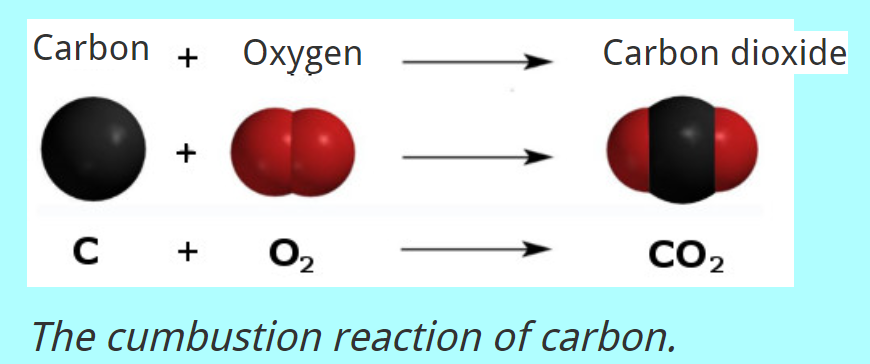 Carbon + Oxygen → Carbon dioxide
+ →
C + O₂ → CO₂
The cumbustion reaction of carbon.